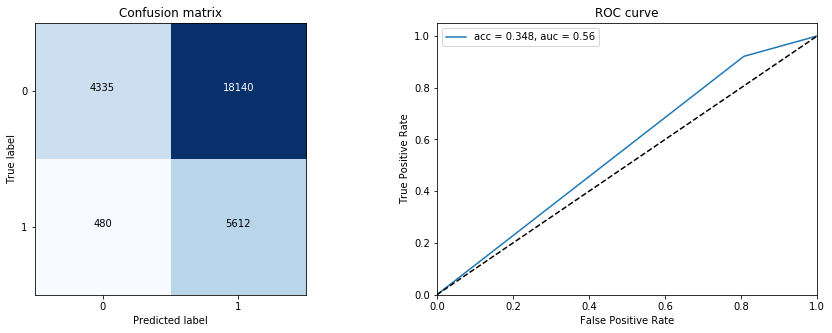 Confusion matrix
0
1
True label
4335
18140
480
5612
0
1
Predicted label
ROC curve
acc = 0.348, auc = 0.56
True Positive Rate
1.0
0.8
0.6
0.4
0.2
0.0
0.0
0.2
0.4
0.6
0.8
1.0
False Positive Rate